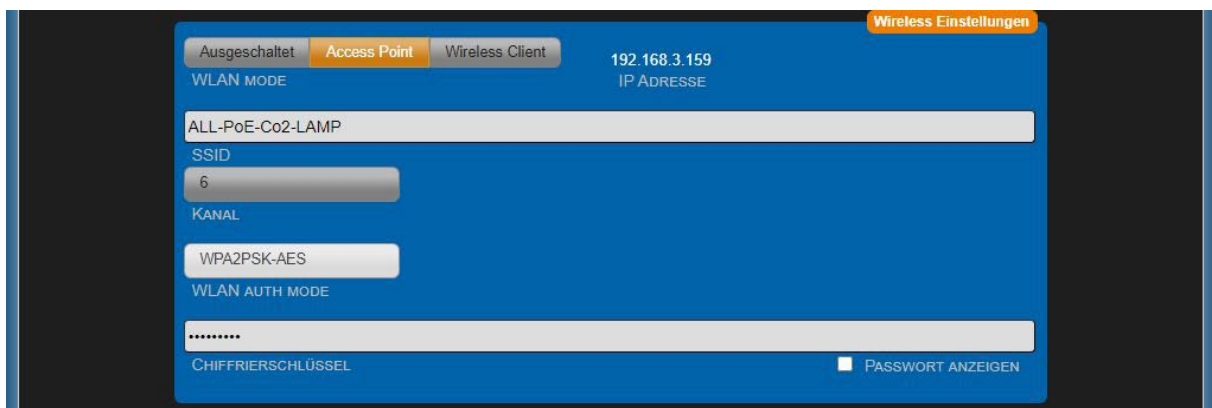 Wireless Einstellungen
Ausgeschaltet Access Point Wireless Client 192.168.3.159
WLAN MODE IP ADRESSE
ALL-PoE-Co2-LAMP
SSID
6
KANAL
WPA2PSK-AES
WLAN AUTH MODE
•••••••••
CHIFFRIERSCHLÜSSEL PASSWORT ANZEIGEN